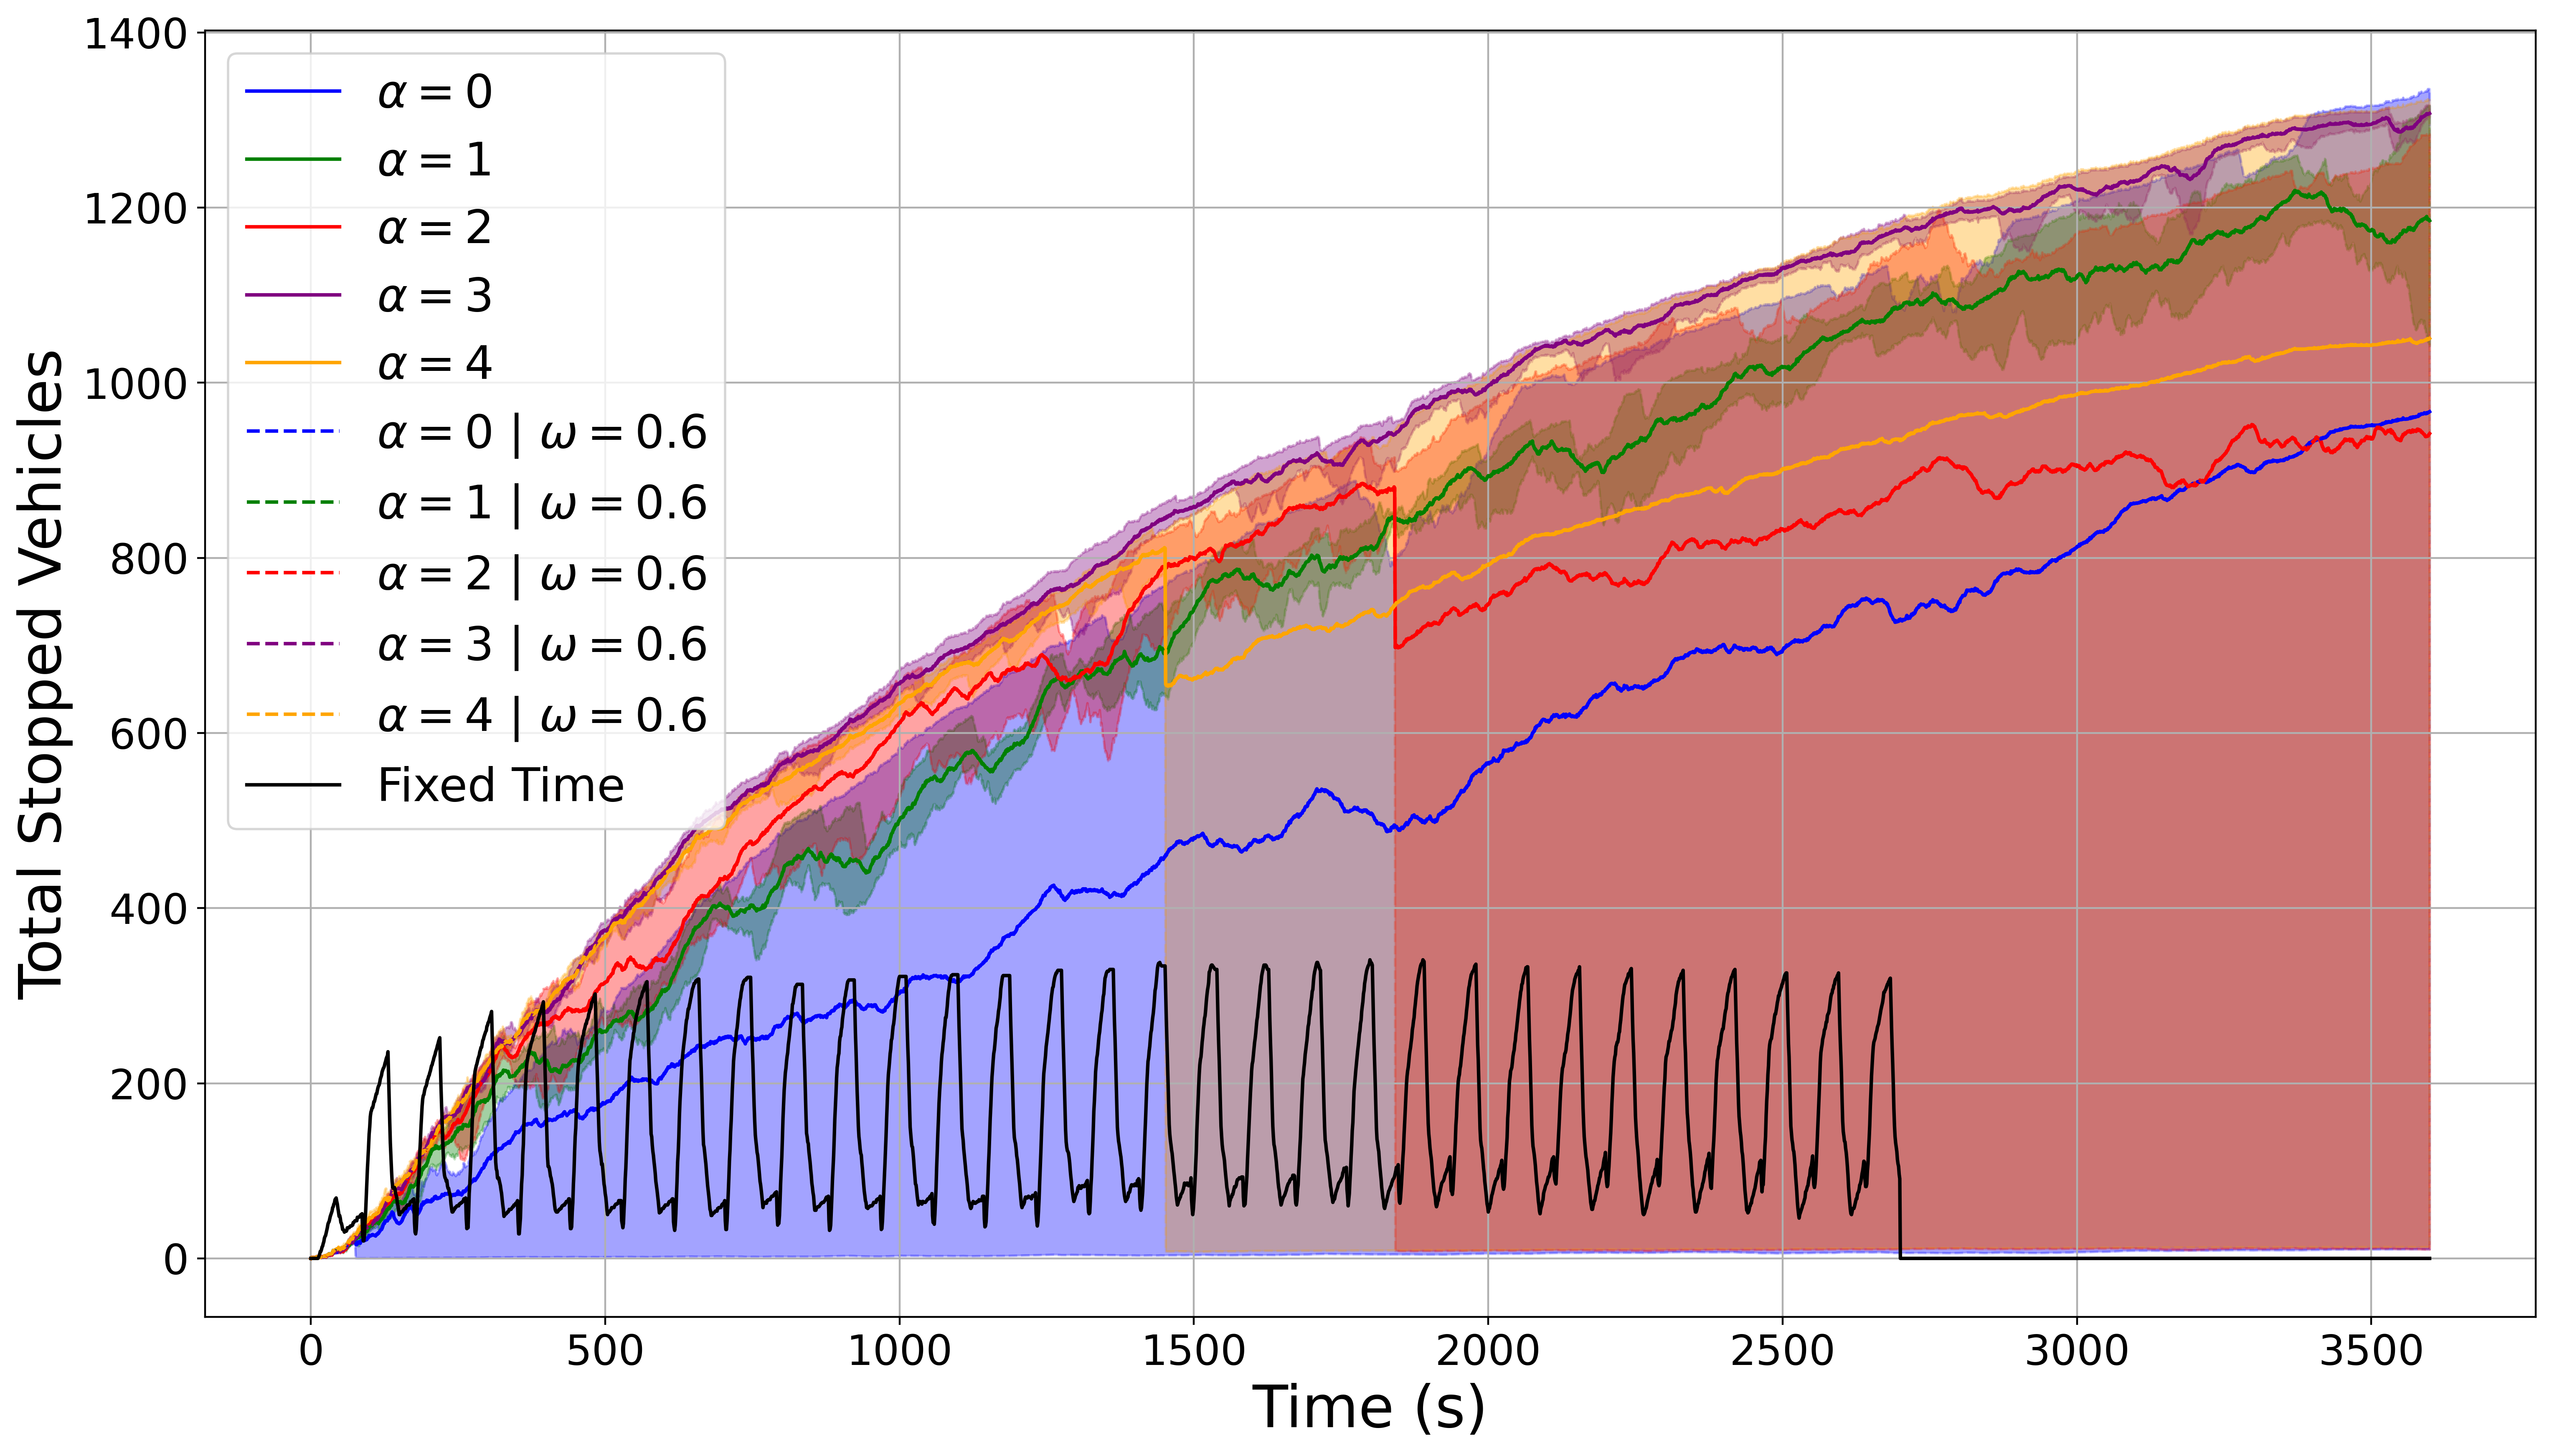 1400
1200
1000
800
600
400
200
0
Total Stopped Vehicles
α = 0
α = 1
α = 2
α = 3
α = 4
α = 0 | ω = 0.6
α = 1 | ω = 0.6
α = 2 | ω = 0.6
α = 3 | ω = 0.6
α = 4 | ω = 0.6
Fixed Time
0 500 1000 1500 2000 2500 3000 3500
Time (s)